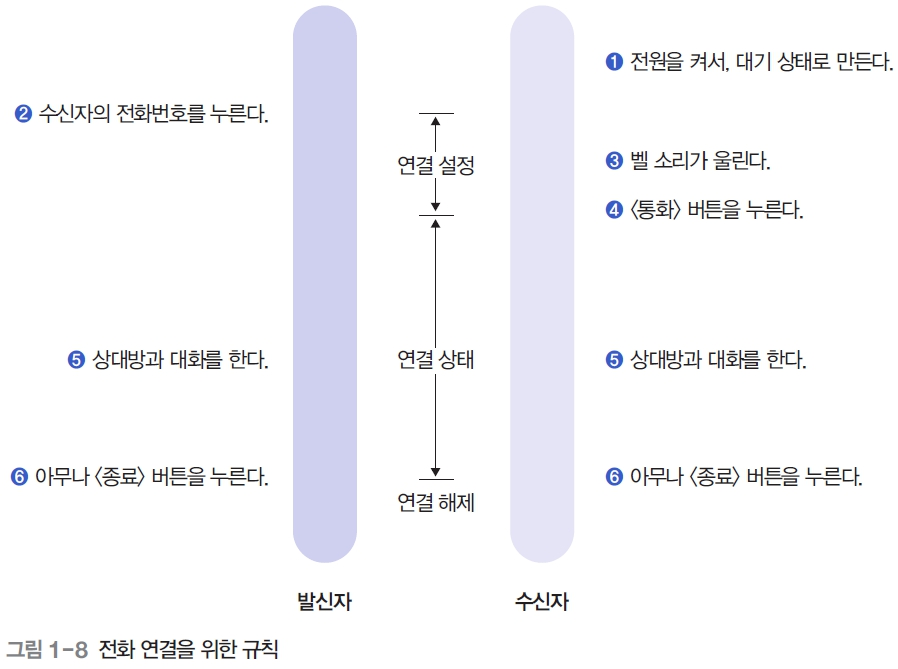 ❶ 전원을 켜서, 대기 상태로 만든다.
❷ 수신자의 전화번호를 누른다.
연결 설정
❸ 벨 소리가 울린다.
❹ 〈통화〉 버튼을 누른다.
❺ 상대방과 대화를 한다.
연결 상태
❺ 상대방과 대화를 한다.
❻ 아무나 〈종료〉 버튼을 누른다.
❻ 아무나 〈종료〉 버튼을 누른다.
연결 해제
발신자
수신자
그림 1-8 전화 연결을 위한 규칙